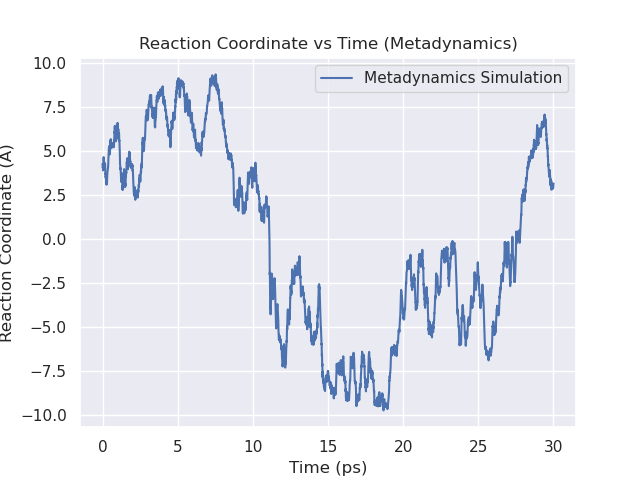 Reaction Coordinate vs Time (Metadynamics)
Metadynamics Simulation
Reaction Coordinate (A)
10.0
7.5
5.0
2.5
0.0
−2.5
−5.0
−7.5
−10.0
0 5 10 15 20 25 30
Time (ps)